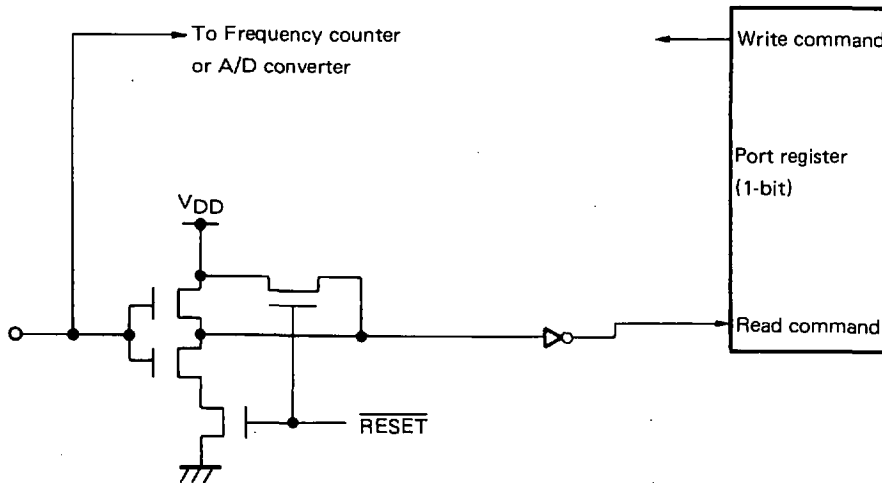 To Frequency counter
or A/D converter
Write command
Port register
(1-bit)
VDD
Read command
RESET